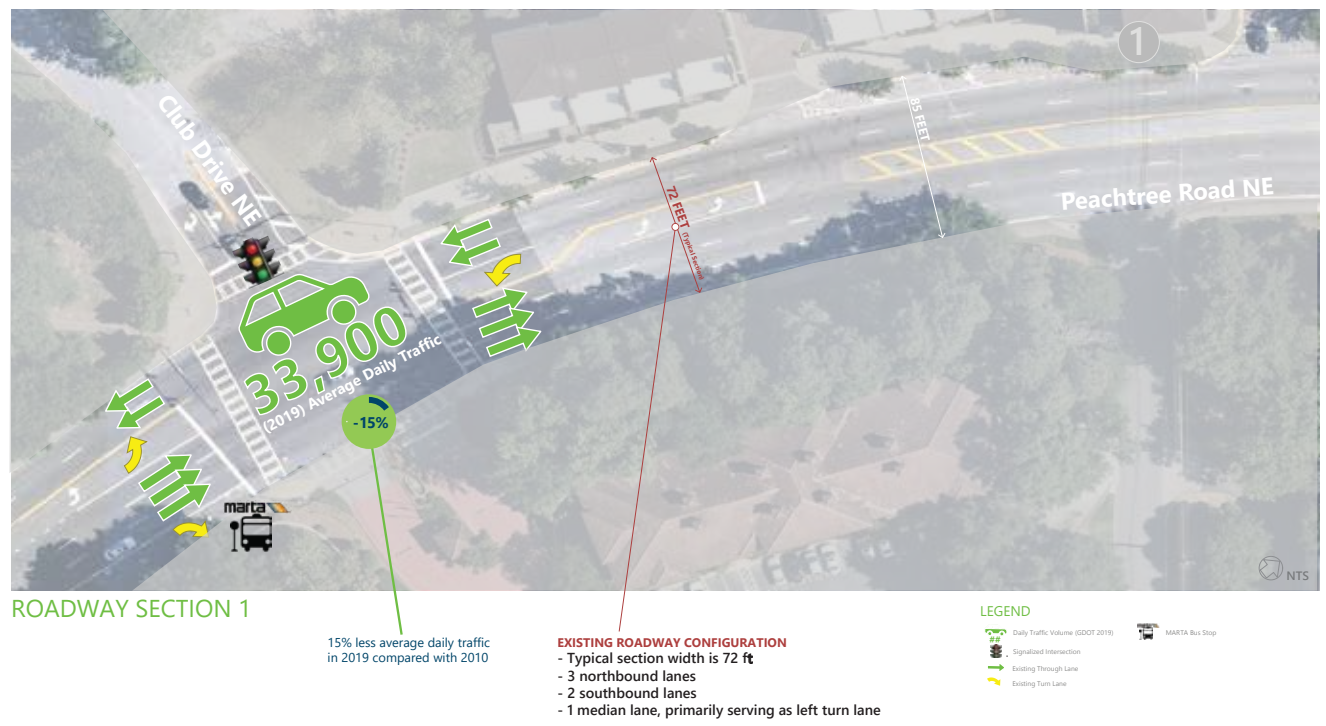 1
Club Drive NE
85 FEET
Peachtree Road NE
72 FEET (Typical Section)
33,900
(2019) Average Daily Traffic
-15%
marta
NTS
ROADWAY SECTION 1
15% less average daily traffic
in 2019 compared with 2010
EXISTING ROADWAY CONFIGURATION
- Typical section width is 72 ft
- 3 northbound lanes
- 2 southbound lanes
- 1 median lane, primarily serving as left turn lane
LEGEND
##
Daily Traffic Volume (GDOT 2019)
Signalized Intersection
Existing Through Lane
Existing Turn Lane
marta
MARTA Bus Stop